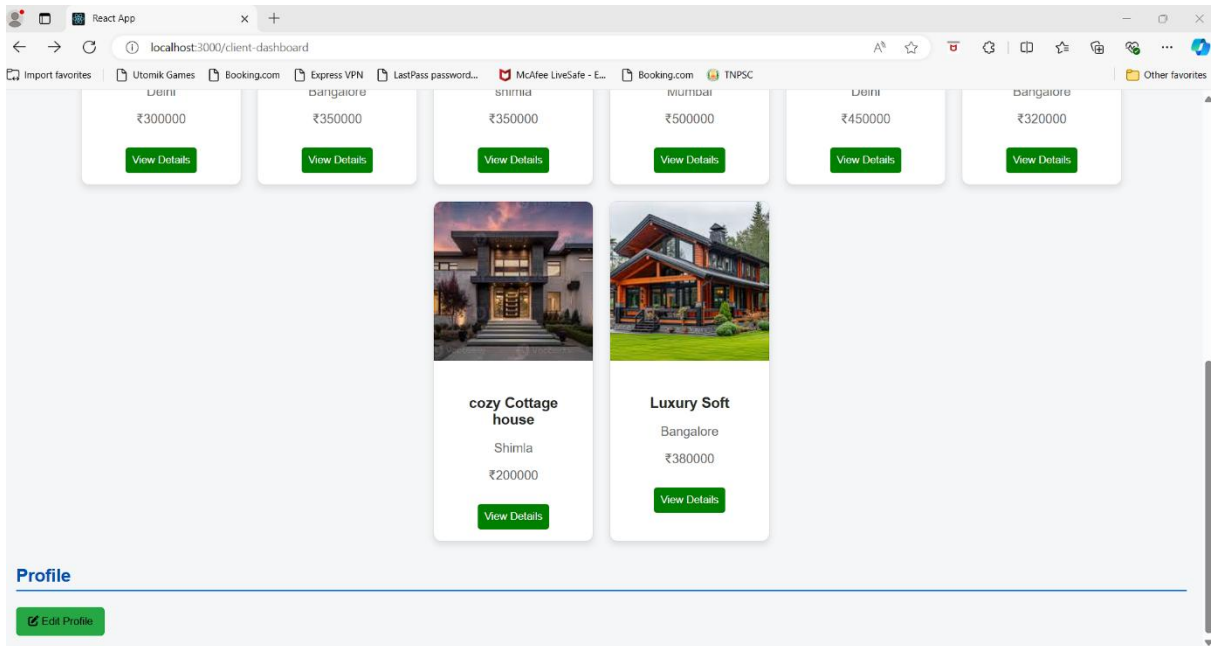 React App
localhost:3000/client-dashboard
Import favorites Utomik Games Booking.com Express VPN LastPass password... McAfee LiveSafe - E... Booking.com TNPSC Other favorites
Delhi Bangalore shimla Mumbai Delhi Bangalore
₹300000 ₹350000 ₹350000 ₹500000 ₹450000 ₹320000
View Details View Details View Details View Details View Details View Details
cozy Cottage
house
Shimla
₹200000
View Details
Luxury Soft
Bangalore
₹380000
View Details
Profile
Edit Profile